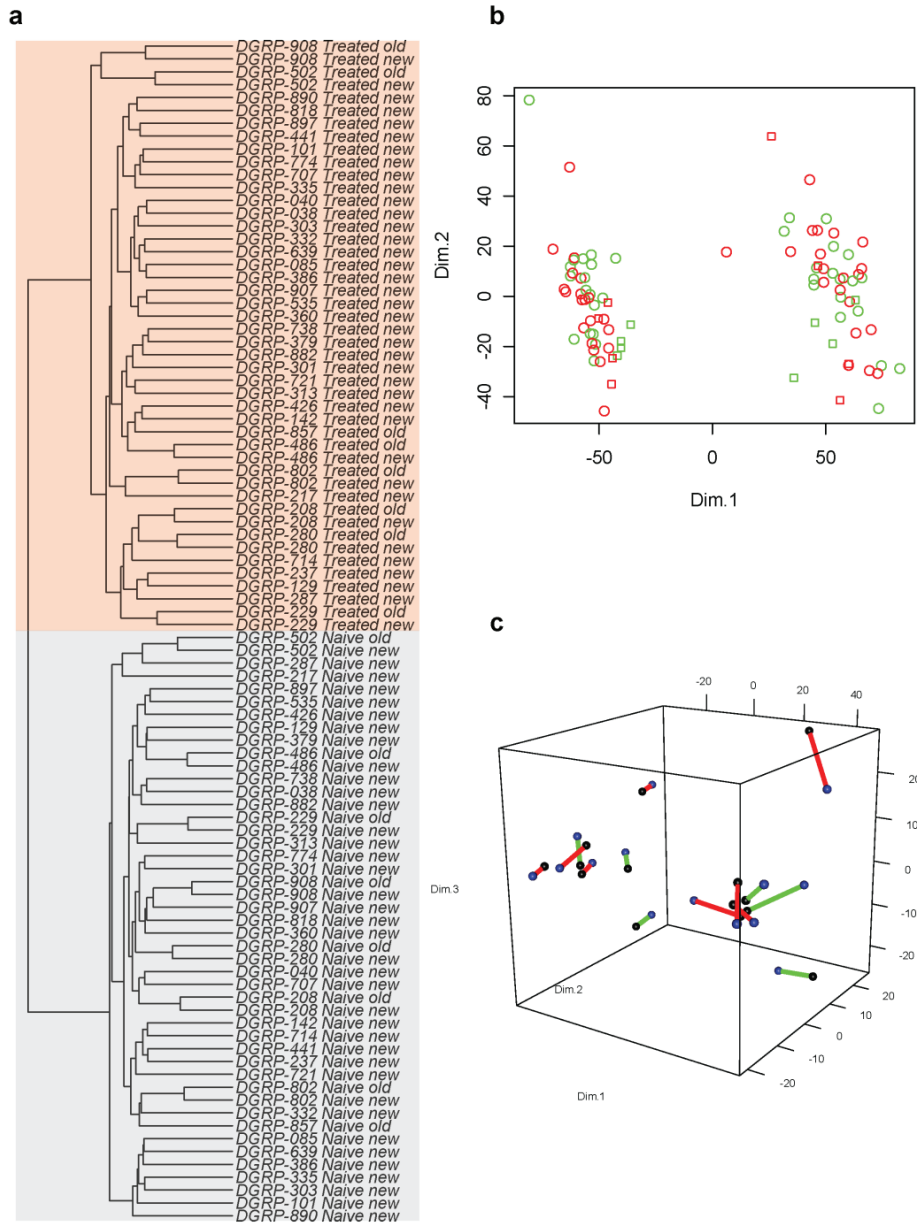 a
DGRP-908 Treated old
DGRP-908 Treated new
DGRP-502 Treated old
DGRP-502 Treated new
DGRP-890 Treated new
DGRP-818 Treated new
DGRP-897 Treated new
DGRP-441 Treated new
DGRP-101 Treated new
DGRP-774 Treated new
DGRP-707 Treated new
DGRP-335 Treated new
DGRP-040 Treated new
DGRP-038 Treated new
DGRP-303 Treated new
DGRP-332 Treated new
DGRP-639 Treated new
DGRP-085 Treated new
DGRP-386 Treated new
DGRP-907 Treated new
DGRP-535 Treated new
DGRP-360 Treated new
DGRP-738 Treated new
DGRP-379 Treated new
DGRP-882 Treated new
DGRP-301 Treated new
DGRP-721 Treated new
DGRP-313 Treated new
DGRP-426 Treated new
DGRP-142 Treated new
DGRP-857 Treated old
DGRP-486 Treated old
DGRP-486 Treated new
DGRP-802 Treated old
DGRP-802 Treated new
DGRP-217 Treated new
DGRP-208 Treated old
DGRP-208 Treated new
DGRP-280 Treated old
DGRP-280 Treated new
DGRP-714 Treated new
DGRP-237 Treated new
DGRP-129 Treated new
DGRP-287 Treated new
DGRP-229 Treated old
DGRP-229 Treated new
DGRP-502 Naive old
DGRP-502 Naive new
DGRP-287 Naive new
DGRP-217 Naive new
DGRP-897 Naive new
DGRP-535 Naive new
DGRP-426 Naive new
DGRP-129 Naive new
DGRP-379 Naive new
DGRP-486 Naive old
DGRP-486 Naive new
DGRP-738 Naive new
DGRP-038 Naive new
DGRP-882 Naive new
DGRP-229 Naive old
DGRP-229 Naive new
DGRP-313 Naive new
DGRP-774 Naive new
DGRP-301 Naive new
DGRP-908 Naive old
DGRP-908 Naive new
DGRP-907 Naive new
DGRP-818 Naive new
DGRP-360 Naive new
DGRP-280 Naive old
DGRP-280 Naive new
DGRP-040 Naive new
DGRP-707 Naive new
DGRP-208 Naive old
DGRP-208 Naive new
DGRP-142 Naive new
DGRP-714 Naive new
DGRP-441 Naive new
DGRP-237 Naive new
DGRP-721 Naive new
DGRP-802 Naive old
DGRP-802 Naive new
DGRP-332 Naive new
DGRP-857 Naive old
DGRP-085 Naive new
DGRP-639 Naive new
DGRP-386 Naive new
DGRP-335 Naive new
DGRP-303 Naive new
DGRP-101 Naive new
DGRP-890 Naive new
b
80
60
40
20
0
-20
-40
Dim.2
-50 0 50
Dim.1
c
-20 0 20 40
20
10
0
-10
-20
Dim.3
Dim.2
20
10
0
-10
-20
Dim.1